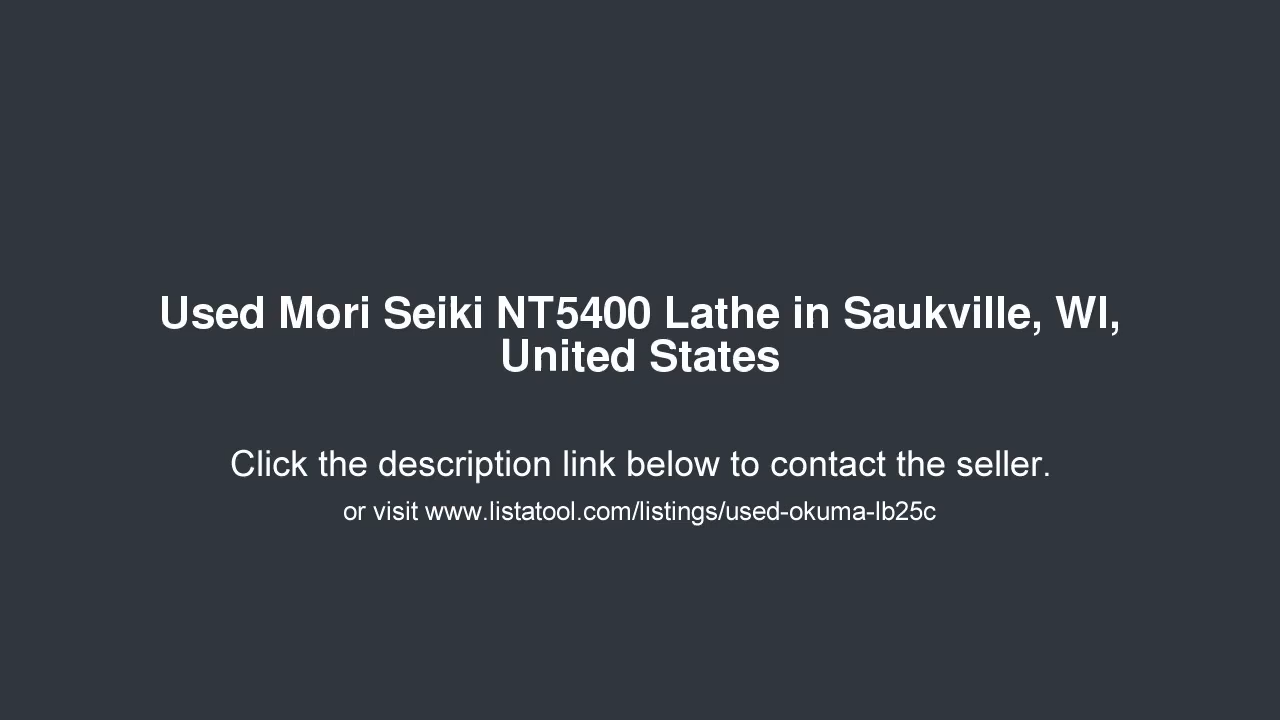 Used Mori Seiki NT5400 Lathe in Saukville, WI,
United States
Click the description link below to contact the seller.
or visit www.listatool.com/listings/used-okuma-lb25c